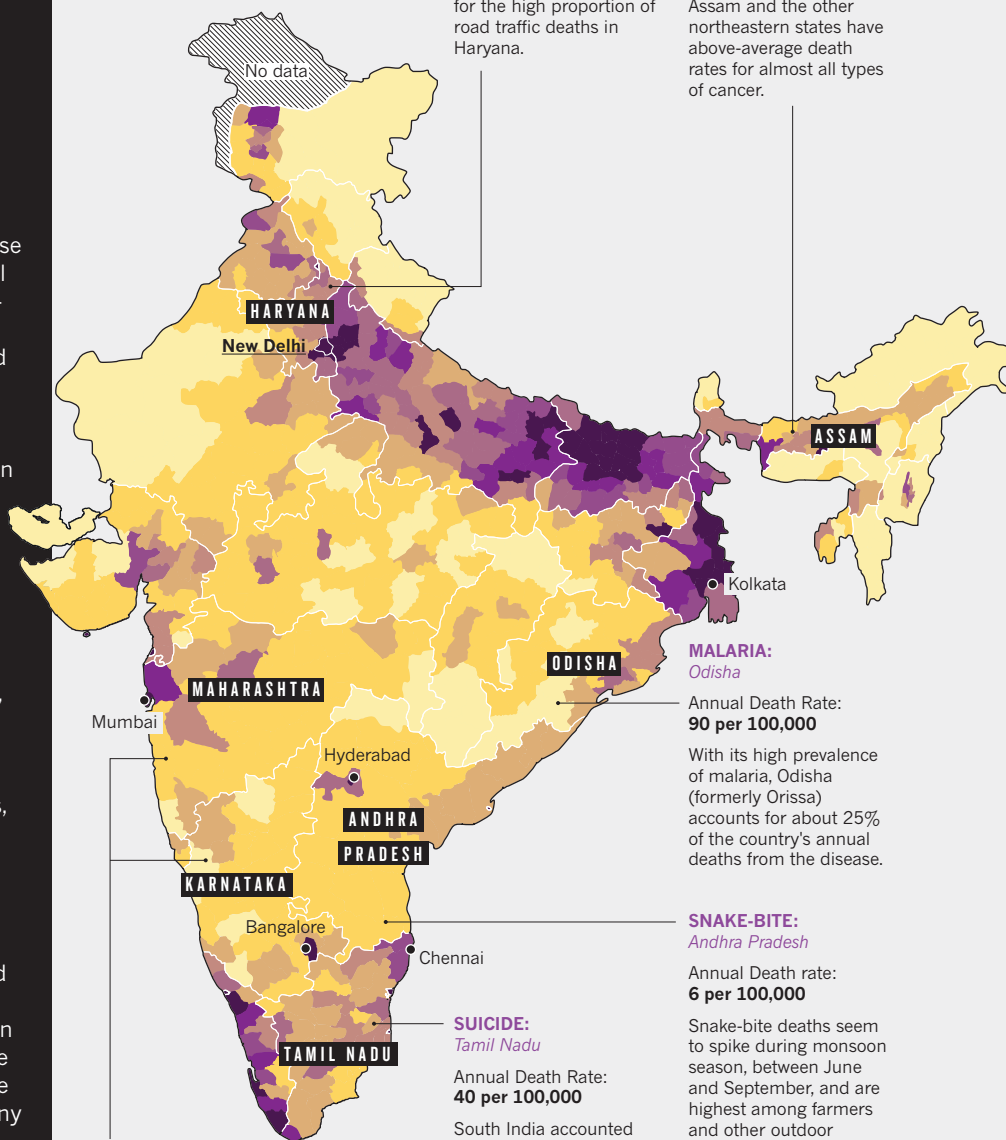 for the high proportion of
road traffic deaths in
Haryana.
Assam and the other
northeastern states have
above-average death
rates for almost all types
of cancer.
No data
HARYANA
New Delhi
ASSAM
Kolkata
ODISHA
MAHARASHTRA
Mumbai
Hyderabad
ANDHRA
PRADESH
KARNATAKA
Bangalore
Chennai
TAMIL NADU
MALARIA:
Odisha
Annual Death Rate:
90 per 100,000
With its high prevalence
of malaria, Odisha
(formerly Orissa)
accounts for about 25%
of the country's annual
deaths from the disease.
SNAKE-BITE:
Andhra Pradesh
Annual Death rate:
6 per 100,000
Snake-bite deaths seem
to spike during monsoon
season, between June
and September, and are
highest among farmers
and other outdoor
SUICIDE:
Tamil Nadu
Annual Death Rate:
40 per 100,000
South India accounted